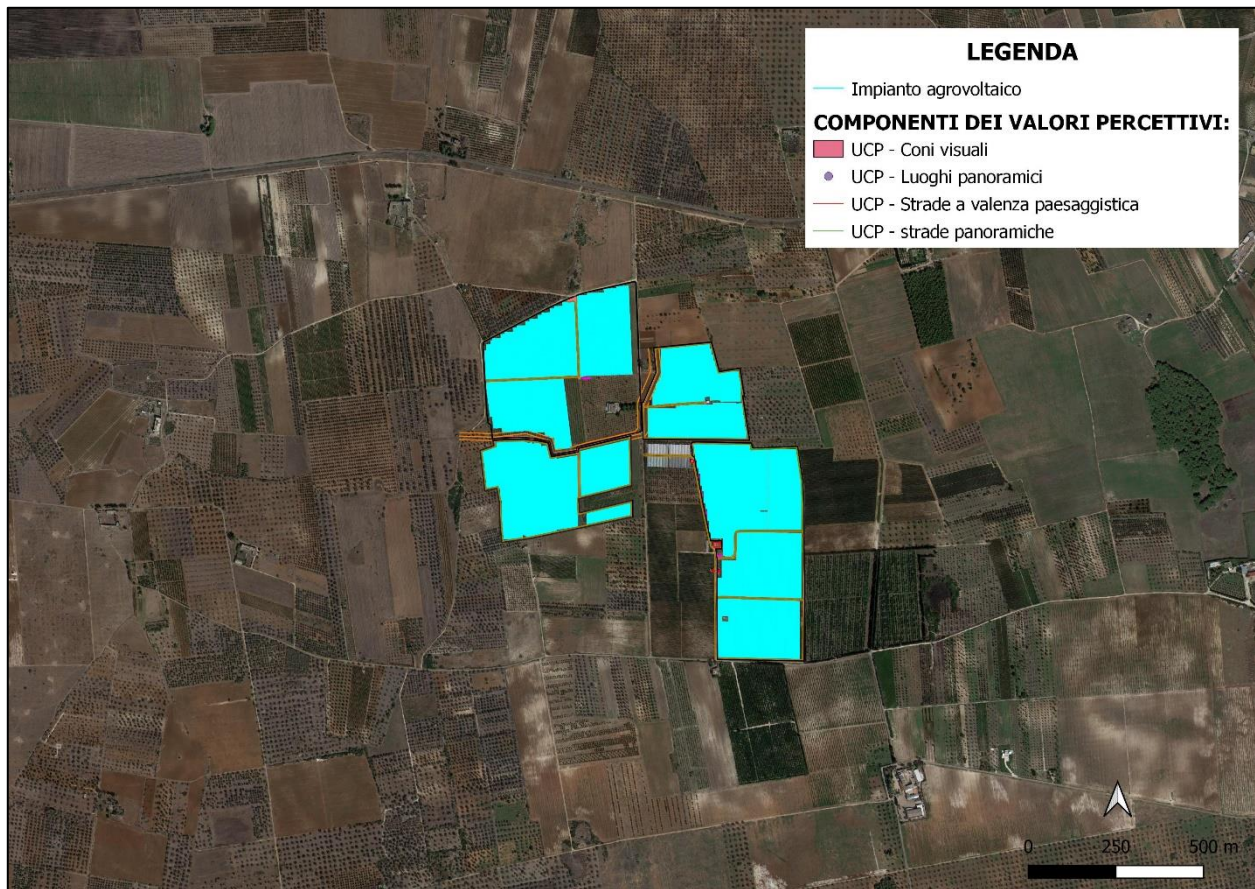 LEGENDA
Impianto agrovoltaico
COMPONENTI DEI VALORI PERCETTIVI:
UCP - Coni visuali
UCP - Luoghi panoramici
UCP - Strade a valenza paesaggistica
UCP - strade panoramiche
0 250 500 m